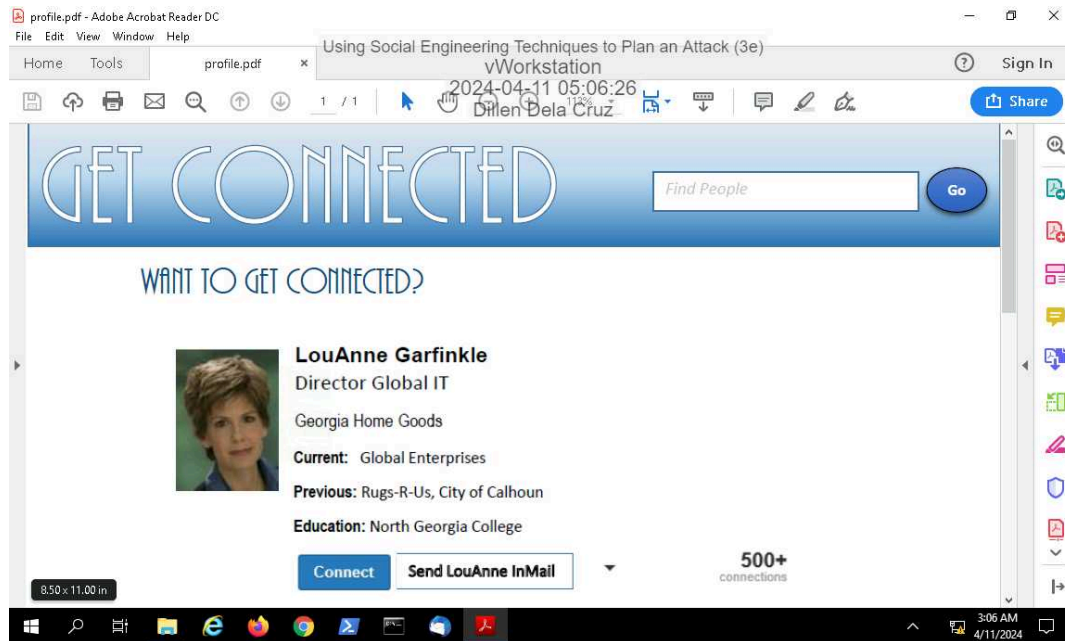 profile.pdf - Adobe Acrobat Reader DC
File Edit View Window Help
Using Social Engineering Techniques to Plan an Attack (3e)
vWorkstation
2024-04-11 05:06:26
Dillen Dela Cruz
Home Tools profile.pdf × ? Sign In
1 / 1
Share
GET CONNECTED
Find People
Go
WANT TO GET CONNECTED?
LouAnne Garfinkle
Director Global IT
Georgia Home Goods
Current: Global Enterprises
Previous: Rugs-R-Us, City of Calhoun
Education: North Georgia College
Connect Send LouAnne InMail
500+
connections
8.50 x 11.00 in
3:06 AM
4/11/2024